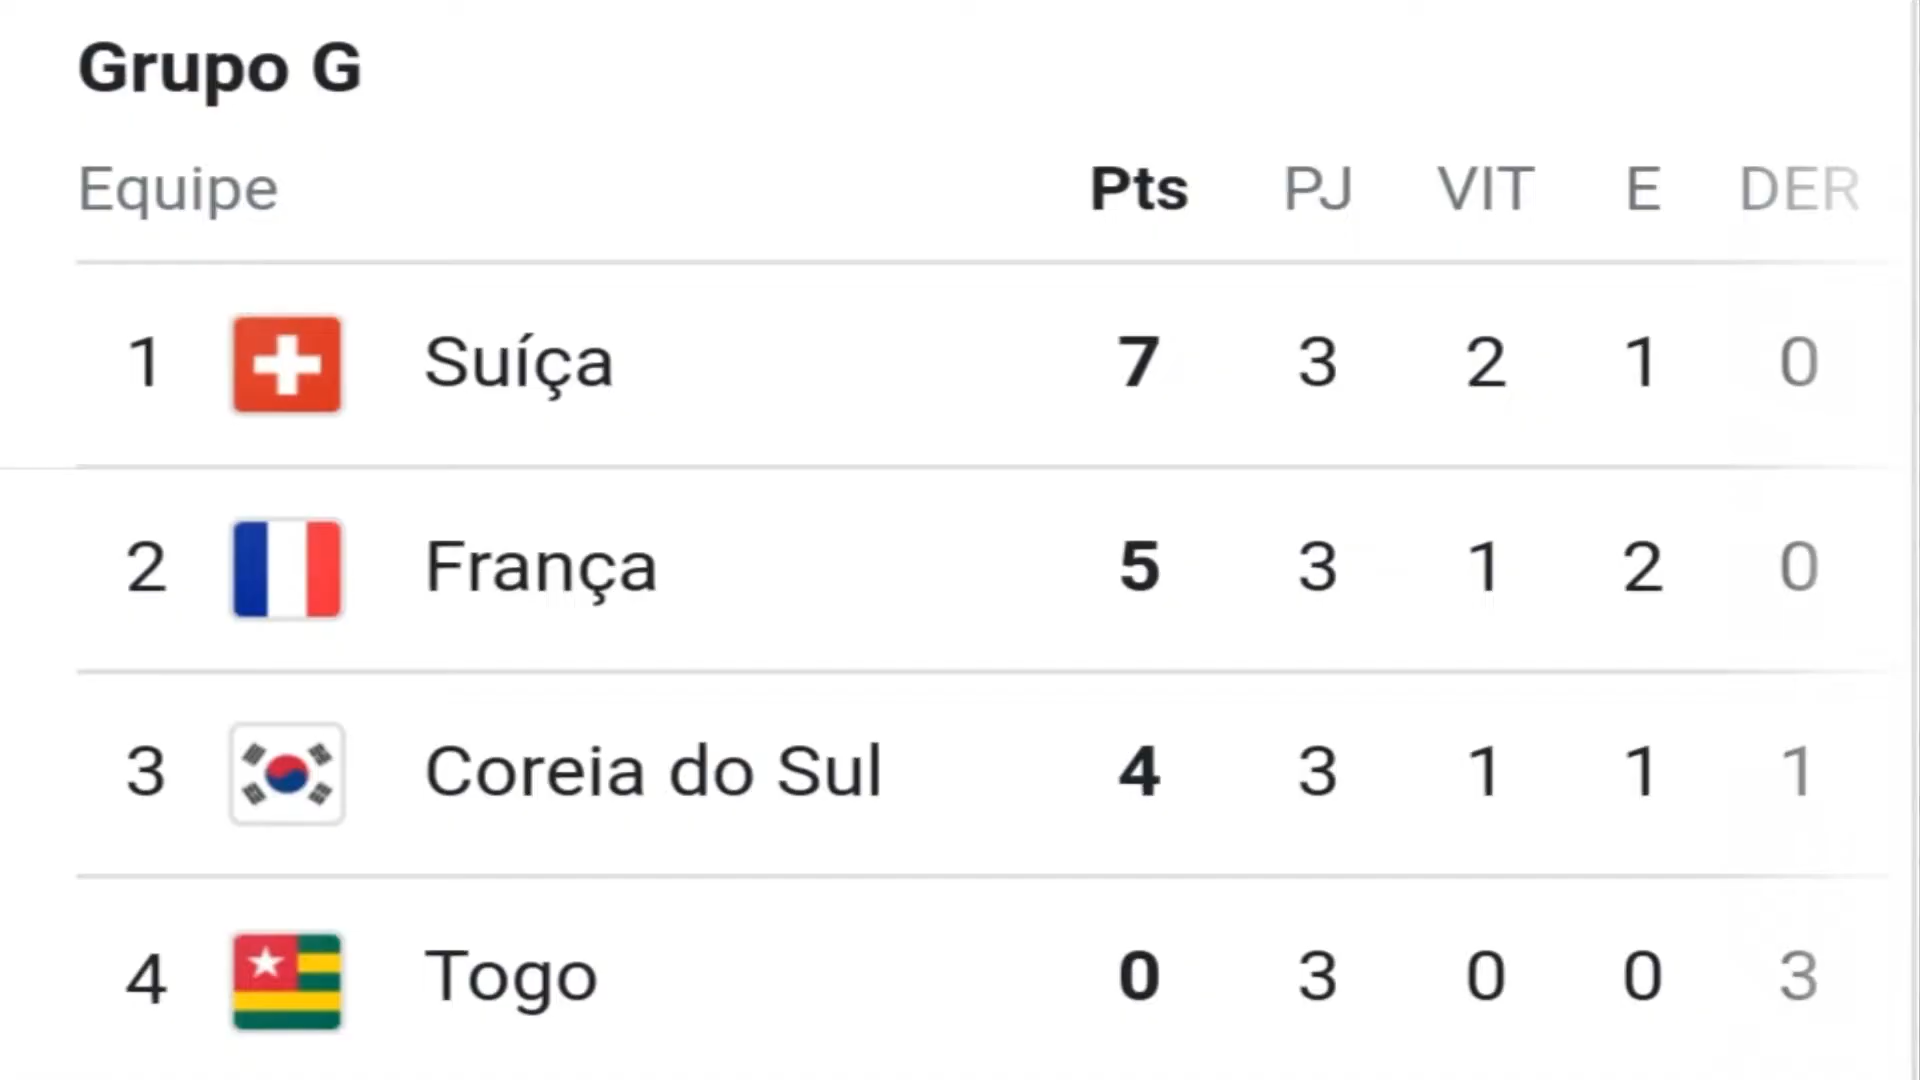 Grupo G
Equipe Pts PJ VIT E DER
1 Suíça 7 3 2 1 0
2 França 5 3 1 2 0
3 Coreia do Sul 4 3 1 1 1
4 Togo 0 3 0 0 3